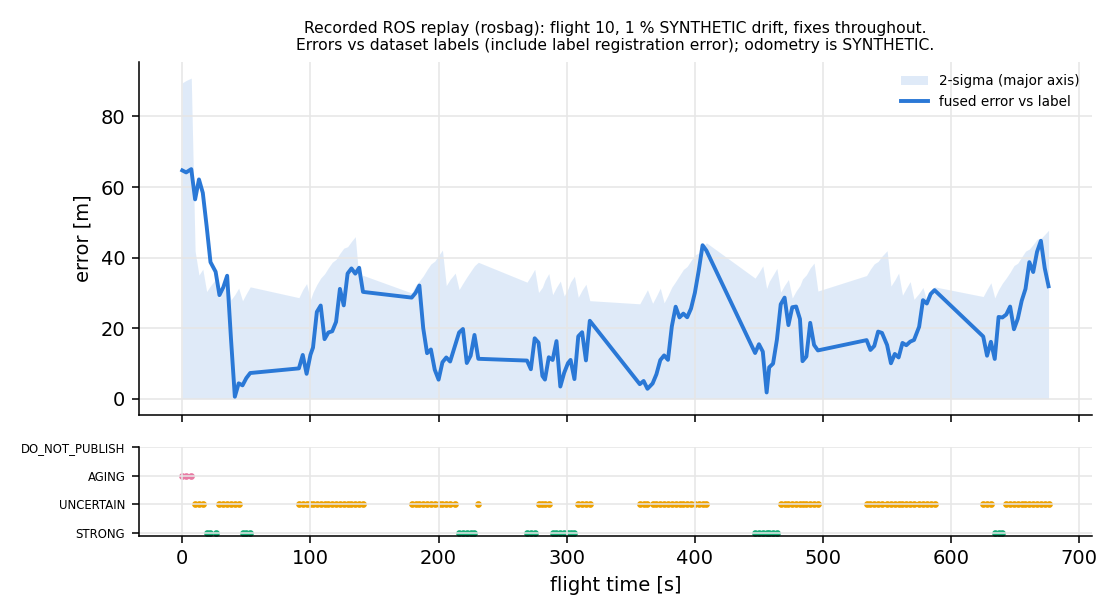 Recorded ROS replay (rosbag): flight 10, 1 % SYNTHETIC drift, fixes throughout.
Errors vs dataset labels (include label registration error); odometry is SYNTHETIC.
2-sigma (major axis)
fused error vs label
error [m]
80
60
40
20
0
DO_NOT_PUBLISH
AGING
UNCERTAIN
STRONG
0 100 200 300 400 500 600 700
flight time [s]